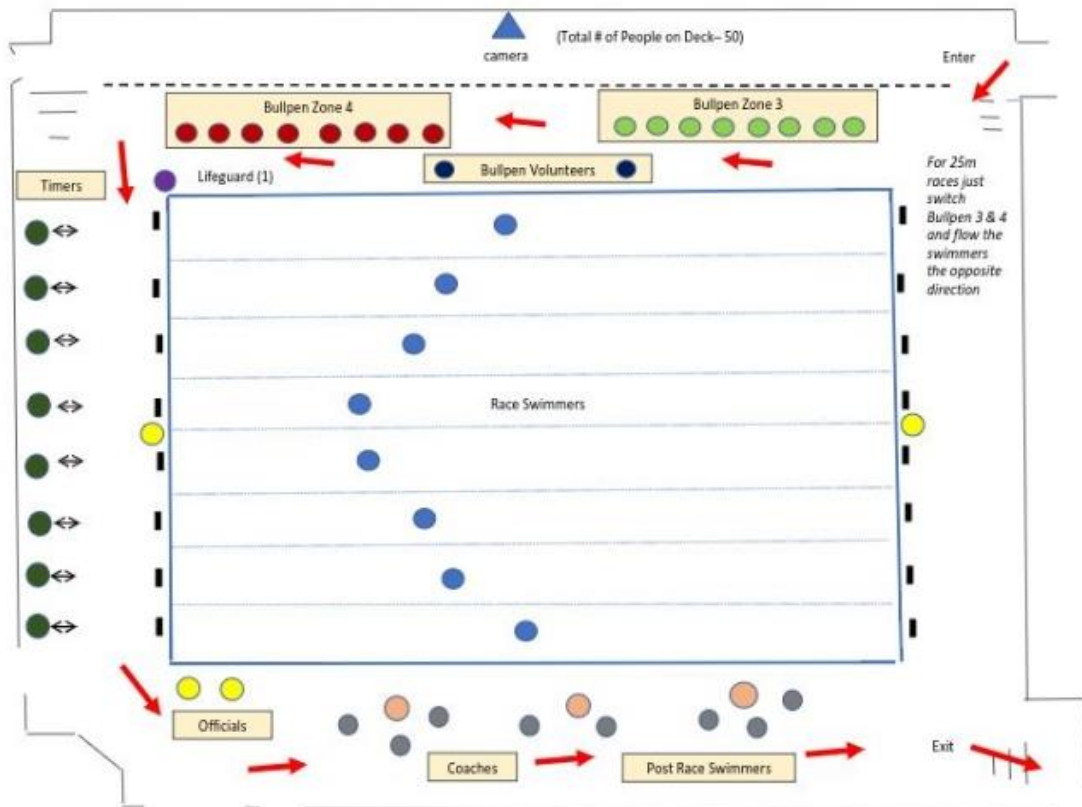 (Total # of People on Deck– 50)
camera
Enter
Bullpen Zone 4
Bullpen Zone 3
Bullpen Volunteers
Lifeguard (1)
Timers
For 25m
races just
switch
Bullpen 3 & 4
and flow the
swimmers
the opposite
direction
Race Swimmers
Officials
Coaches
Post Race Swimmers
Exit